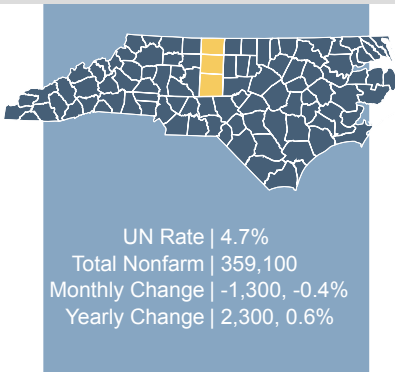 UN Rate | 4.7%
Total Nonfarm | 359,100
Monthly Change | -1,300, -0.4%
Yearly Change | 2,300, 0.6%